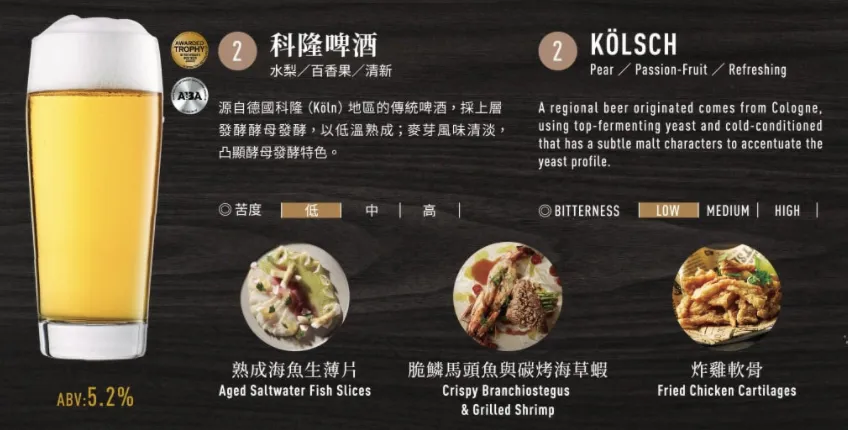 AWARDED
TROPHY
AIBA
2 科隆啤酒
水梨／百香果／清新
源自德國科隆（Köln）地區的傳統啤酒，採上層
發酵酵母發酵，以低溫熟成；麥芽風味清淡，
凸顯酵母發酵特色。
◎苦度 低 | 中 | 高 |
2 KÖLSCH
Pear ／ Passion-Fruit ／ Refreshing
A regional beer originated comes from Cologne,
using top-fermenting yeast and cold-conditioned
that has a subtle malt characters to accentuate the
yeast profile.
◎BITTERNESS LOW | MEDIUM | HIGH |
熟成海魚生薄片
Aged Saltwater Fish Slices
脆鱗馬頭魚與碳烤海草蝦
Crispy Branchiostegus
& Grilled Shrimp
炸雞軟骨
Fried Chicken Cartilages
ABV:5.2%